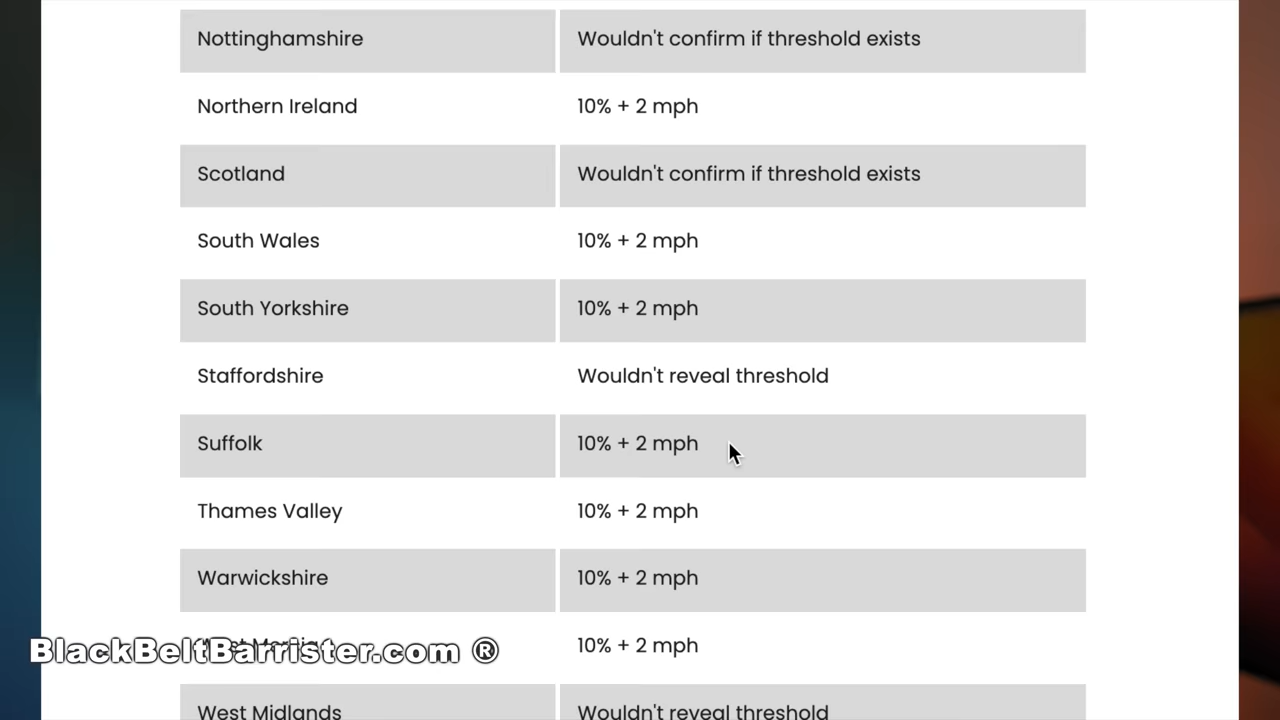 Nottinghamshire Wouldn't confirm if threshold exists
Northern Ireland 10% + 2 mph
Scotland Wouldn't confirm if threshold exists
South Wales 10% + 2 mph
South Yorkshire 10% + 2 mph
Staffordshire Wouldn't reveal threshold
Suffolk 10% + 2 mph
Thames Valley 10% + 2 mph
Warwickshire 10% + 2 mph
10% + 2 mph
BlackBeltBarrister.com ®
West Midlands Wouldn't reveal threshold